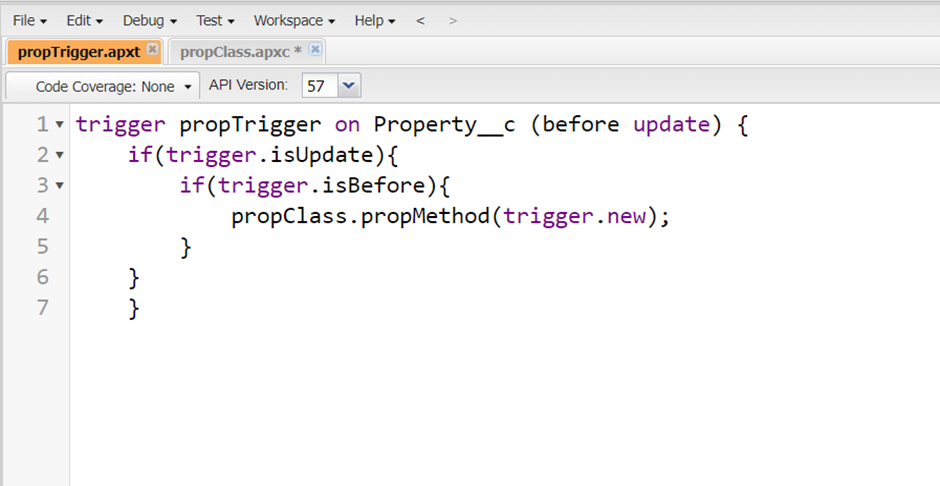 File Edit Debug Test Workspace Help < >
propTrigger.apxt propClass.apxc *
Code Coverage: None API Version: 57
1 trigger propTrigger on Property__c (before update) {
2     if(trigger.isUpdate){
3         if(trigger.isBefore){
4             propClass.propMethod(trigger.new);
5         }
6     }
7     }